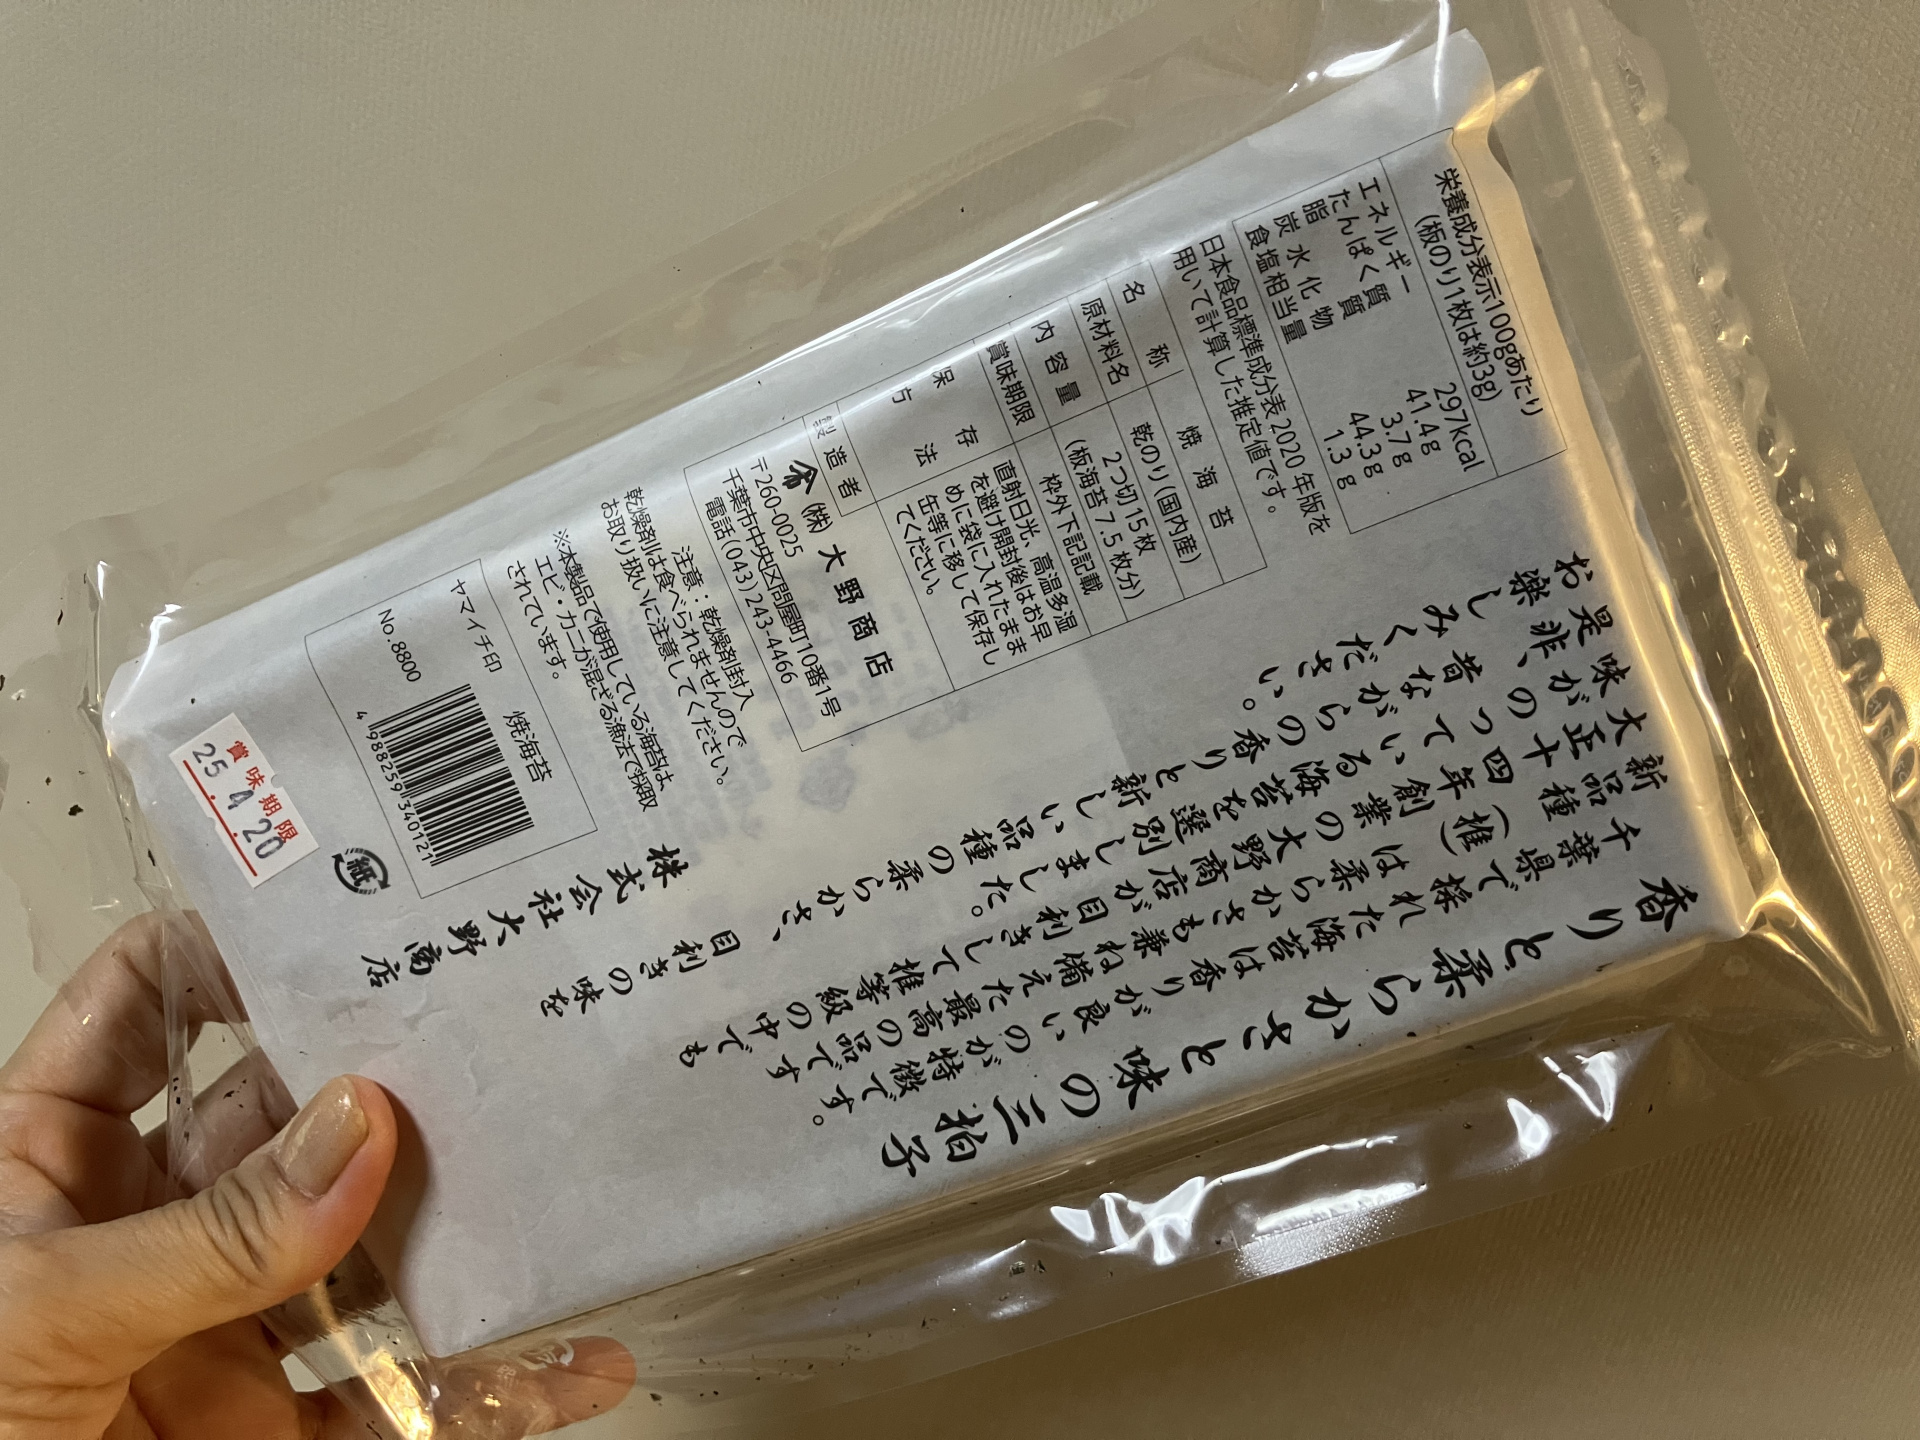 栄養成分表示100gあたり
(板のり1枚は約3g)
エネルギー 297kcal
たんぱく質 41.4g
脂質 3.7g
炭水化物 44.3g
食塩相当量 1.3g
日本食品標準成分表2020年版を
用いて計算した推定値です。
名称 焼海苔
原材料名 乾のり(国内産)
内容量 2つ切15枚
(板海苔7.5枚分)
賞味期限 枠外下記記載
保存方法 直射日光、高温多湿
を避け開封後はお早
めに袋に入れたまま
缶等に移して保存し
てください。
製造者 (株)大野商店
〒260-0025
千葉市中央区問屋町10番1号
電話(043)243-4466
注意：乾燥剤封入
乾燥剤は食べられませんので
お取り扱いに注意してください。
※本製品で使用している海苔は、
エビ・カニが混ざる漁法で採取
されています。
ヤマイチ印 焼海苔
No.8800
4 988259 340121
賞味期限
25.4.20
紙
香りと柔らかさと味の三拍子
千葉県で採れた海苔は香りが良いのが特徴です。
新品種(推)は柔らかさも兼ね備えた最高の品です。
大正十四年創業の大野商店が目利きして推等級の中でも
味がのつている海苔を選別しました。
是非、昔ながらの香りと新しい品種の柔らかさ、目利きの味を
お楽しみください。
株式会社大野商店